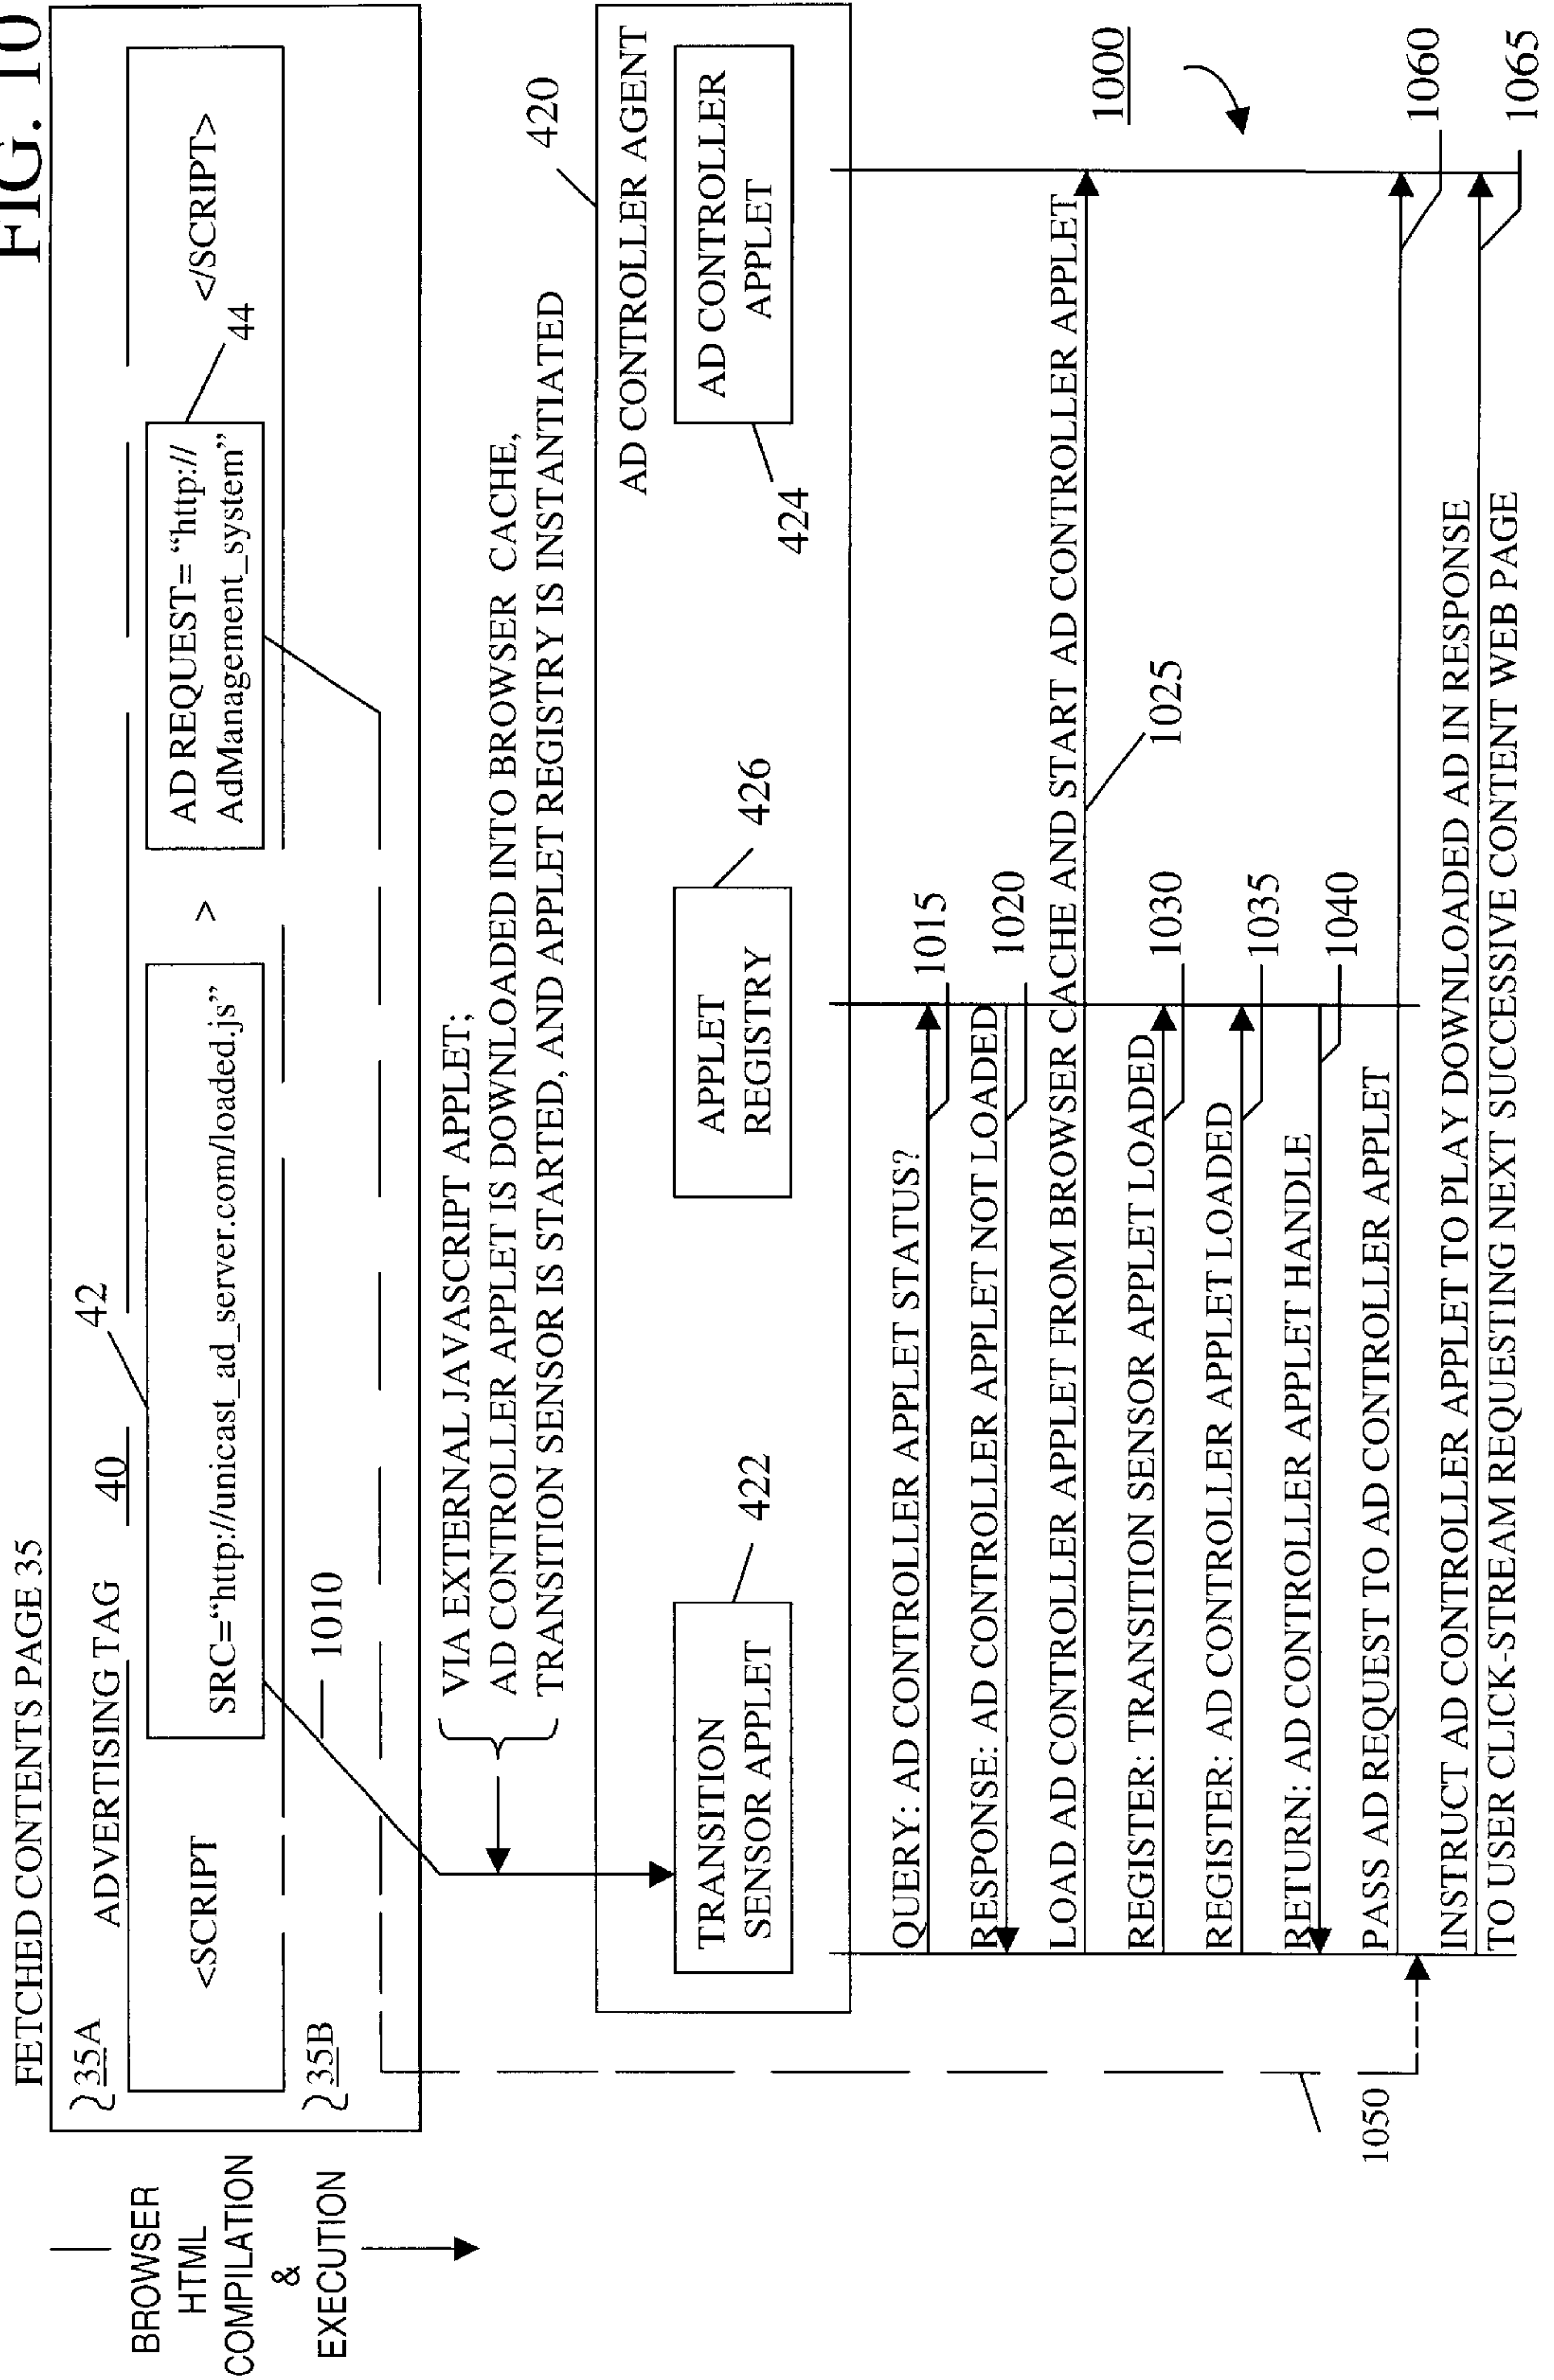 FIG. 10
FETCHED CONTENTS PAGE 35
35A
ADVERTISING TAG 40
42
<SCRIPT
SRC="http://unicast_ad_server.com/loaded.js"
>
AD REQUEST= "http://
AdManagement_system"
</SCRIPT>
44
35B
1010
BROWSER
HTML
COMPILATION
&
EXECUTION
VIA EXTERNAL JAVASCRIPT APPLET;
AD CONTROLLER APPLET IS DOWNLOADED INTO BROWSER CACHE,
TRANSITION SENSOR IS STARTED, AND APPLET REGISTRY IS INSTANTIATED
420
AD CONTROLLER AGENT
TRANSITION
SENSOR APPLET
422
APPLET
REGISTRY
426
AD CONTROLLER
APPLET
424
1000
QUERY: AD CONTROLLER APPLET STATUS?
1015
RESPONSE: AD CONTROLLER APPLET NOT LOADED
1020
LOAD AD CONTROLLER APPLET FROM BROWSER CACHE AND START AD CONTROLLER APPLET
1025
REGISTER: TRANSITION SENSOR APPLET LOADED
1030
REGISTER: AD CONTROLLER APPLET LOADED
1035
RETURN: AD CONTROLLER APPLET HANDLE
1040
PASS AD REQUEST TO AD CONTROLLER APPLET
1060
1050
INSTRUCT AD CONTROLLER APPLET TO PLAY DOWNLOADED AD IN RESPONSE
TO USER CLICK-STREAM REQUESTING NEXT SUCCESSIVE CONTENT WEB PAGE
1065